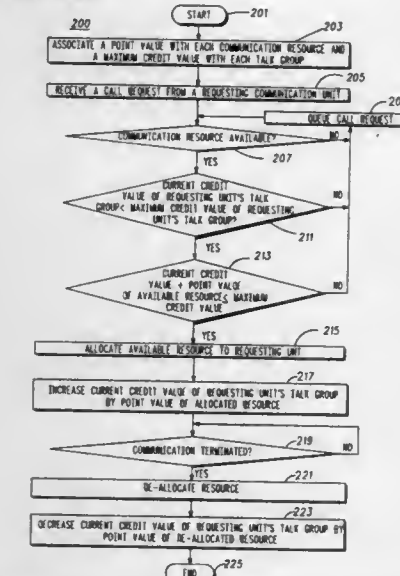 START
201
200
203
ASSOCIATE A POINT VALUE WITH EACH COMMUNICATION RESOURCE AND
A MAXIMUM CREDIT VALUE WITH EACH TALK GROUP
205
RECEIVE A CALL REQUEST FROM A REQUESTING COMMUNICATION UNIT
20
QUEUE CALL REQUEST
COMMUNICATION RESOURCE AVAILABLE?
NO
YES
207
CURRENT CREDIT
VALUE OF REQUESTING UNIT'S TALK
GROUP< MAXIMUM CREDIT VALUE OF REQUESTING
UNIT'S TALK GROUP?
NO
211
YES
213
CURRENT CREDIT
VALUE + POINT VALUE
OF AVAILABLE RESOURCE≤ MAXIMUM
CREDIT VALUE
NO
YES
215
ALLOCATE AVAILABLE RESOURCE TO REQUESTING UNIT
217
INCREASE CURRENT CREDIT VALUE OF REQUESTING UNIT'S TALK GROUP
BY POINT VALUE OF ALLOCATED RESOURCE
219
COMMUNICATION TERMINATED?
NO
YES
221
DE-ALLOCATE RESOURCE
223
DECREASE CURRENT CREDIT VALUE OF REQUESTING UNIT'S TALK GROUP BY
POINT VALUE OF DE-ALLOCATED RESOURCE
END
225